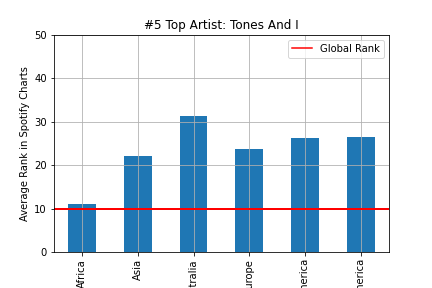 #5 Top Artist: Tones And I
Global Rank
Average Rank in Spotify Charts
50
40
30
20
10
0
Africa
Asia
tralia
urope
merica
merica